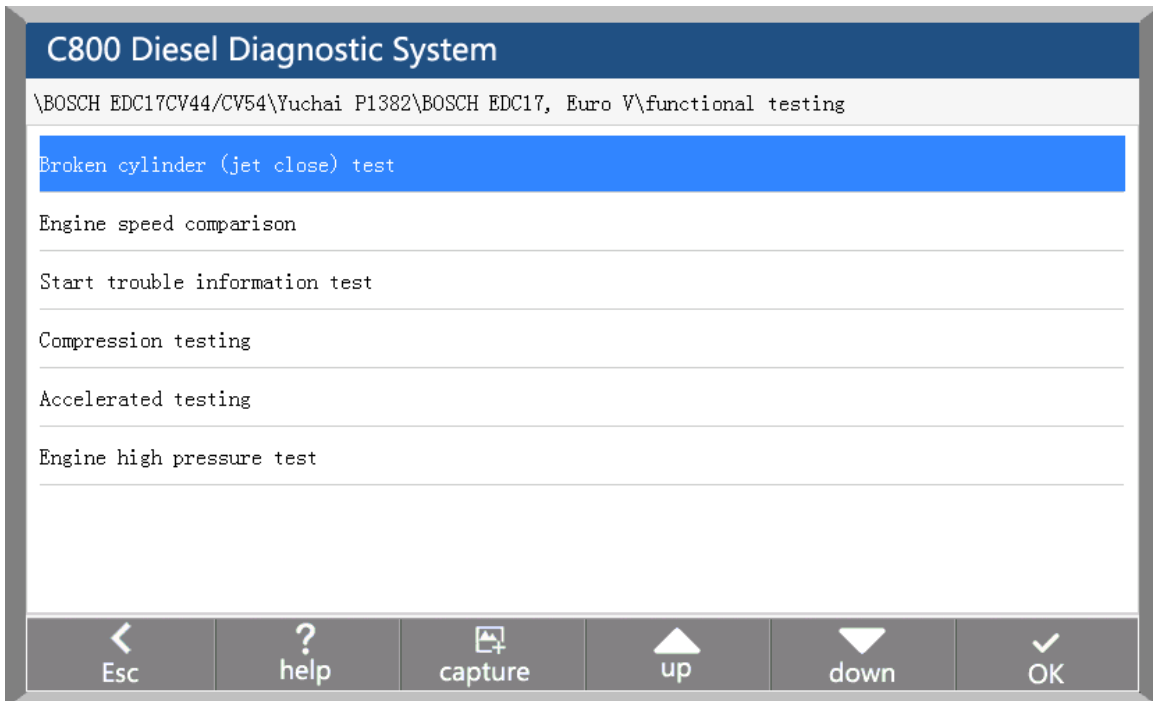 C800 Diesel Diagnostic System
\BOSCH EDC17CV44/CV54\Yuchai P1382\BOSCH EDC17, Euro V\functional testing
Broken cylinder (jet close) test
Engine speed comparison
Start trouble information test
Compression testing
Accelerated testing
Engine high pressure test
Esc help capture up down OK